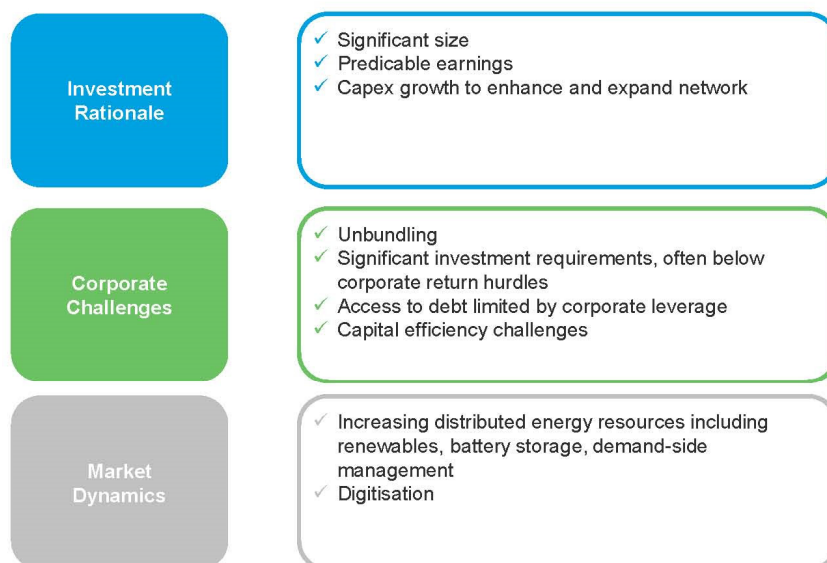 Investment
Rationale
Significant size
Predicable earnings
Capex growth to enhance and expand network
Corporate
Challenges
Unbundling
Significant investment requirements, often below
corporate return hurdles
Access to debt limited by corporate leverage
Capital efficiency challenges
Market
Dynamics
Increasing distributed energy resources including
renewables, battery storage, demand-side
management
Digitisation